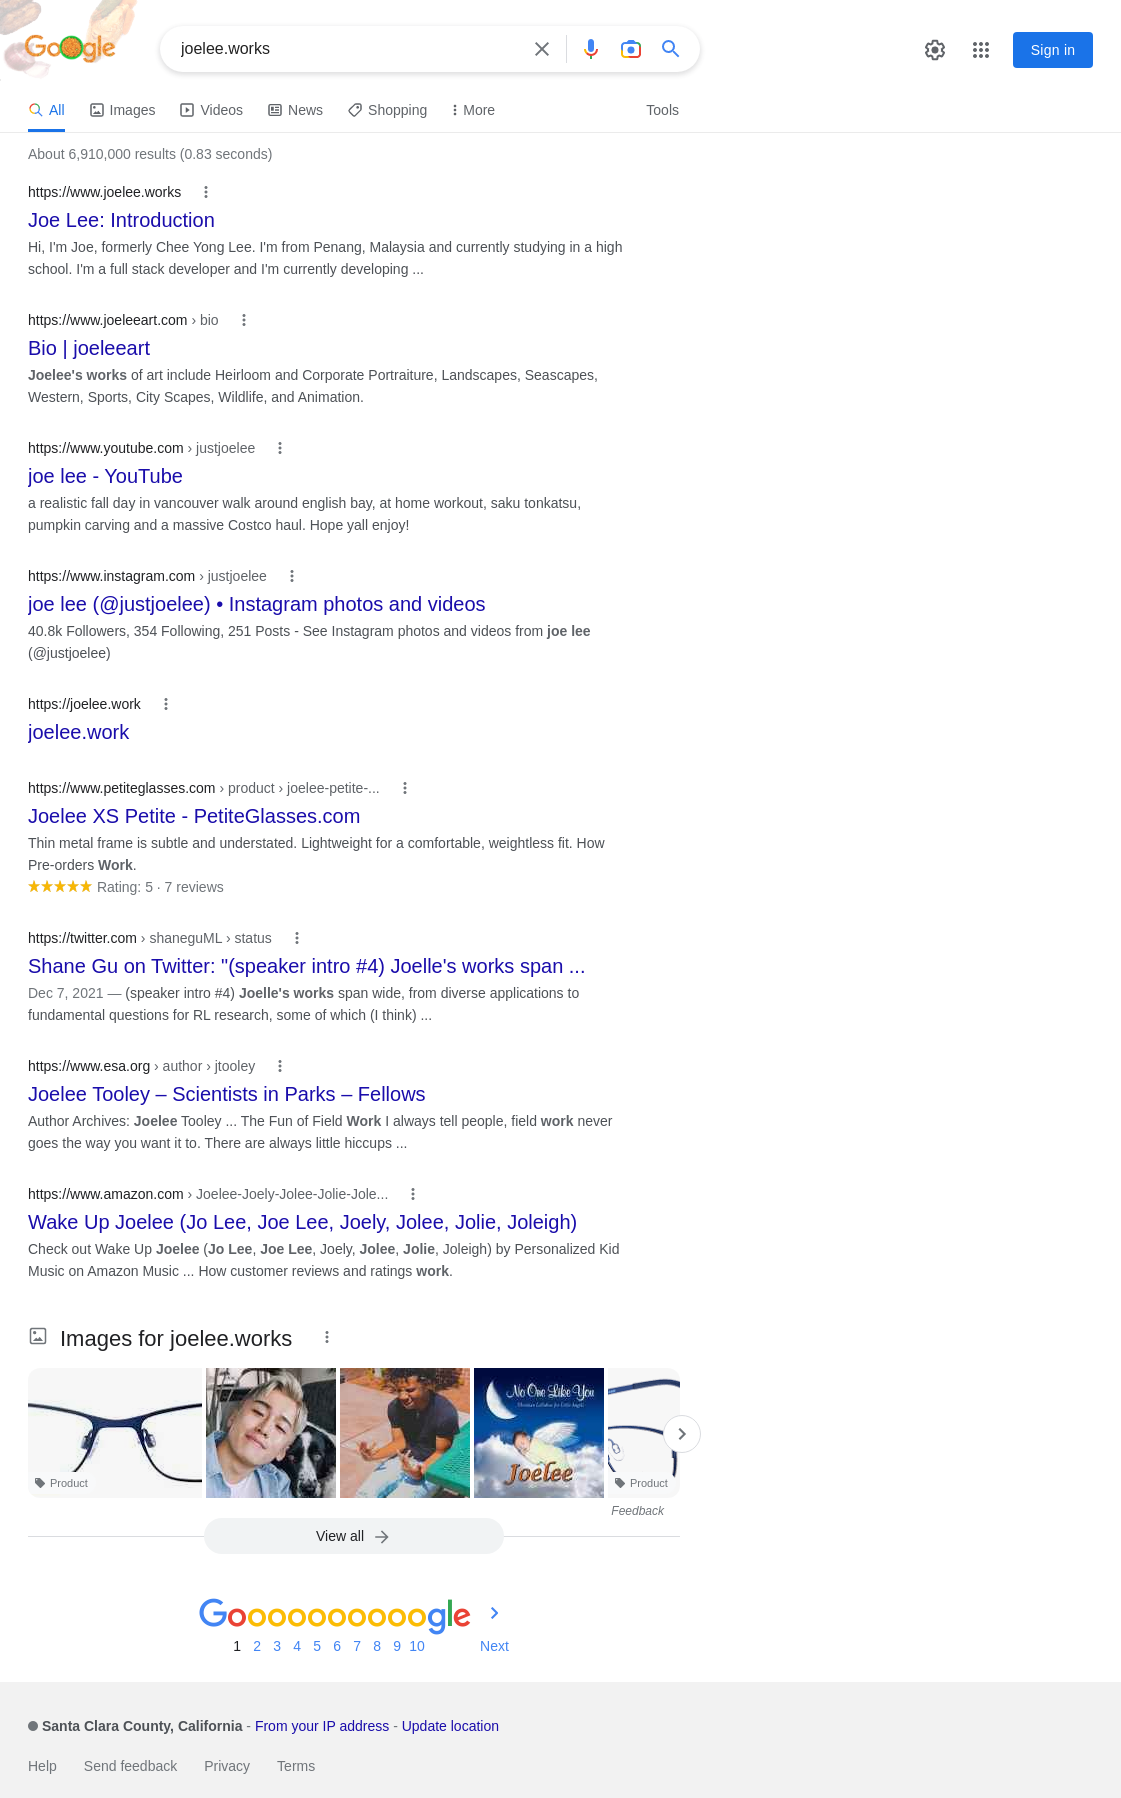 Google
joelee.works
Sign in
All
Images
Videos
News
Shopping
More
Tools
About 6,910,000 results (0.83 seconds)
https://www.joelee.works
Joe Lee: Introduction
Hi, I'm Joe, formerly Chee Yong Lee. I'm from Penang, Malaysia and currently studying in a high
school. I'm a full stack developer and I'm currently developing ...
https://www.joeleeart.com › bio
Bio | joeleeart
Joelee's works of art include Heirloom and Corporate Portraiture, Landscapes, Seascapes,
Western, Sports, City Scapes, Wildlife, and Animation.
https://www.youtube.com › justjoelee
joe lee - YouTube
a realistic fall day in vancouver walk around english bay, at home workout, saku tonkatsu,
pumpkin carving and a massive Costco haul. Hope yall enjoy!
https://www.instagram.com › justjoelee
joe lee (@justjoelee) • Instagram photos and videos
40.8k Followers, 354 Following, 251 Posts - See Instagram photos and videos from joe lee
(@justjoelee)
https://joelee.work
joelee.work
https://www.petiteglasses.com › product › joelee-petite-...
Joelee XS Petite - PetiteGlasses.com
Thin metal frame is subtle and understated. Lightweight for a comfortable, weightless fit. How
Pre-orders Work.
Rating: 5 · 7 reviews
https://twitter.com › shaneguML › status
Shane Gu on Twitter: "(speaker intro #4) Joelle's works span ...
Dec 7, 2021 — (speaker intro #4) Joelle's works span wide, from diverse applications to
fundamental questions for RL research, some of which (I think) ...
https://www.esa.org › author › jtooley
Joelee Tooley – Scientists in Parks – Fellows
Author Archives: Joelee Tooley ... The Fun of Field Work I always tell people, field work never
goes the way you want it to. There are always little hiccups ...
https://www.amazon.com › Joelee-Joely-Jolee-Jolie-Jole...
Wake Up Joelee (Jo Lee, Joe Lee, Joely, Jolee, Jolie, Joleigh)
Check out Wake Up Joelee (Jo Lee, Joe Lee, Joely, Jolee, Jolie, Joleigh) by Personalized Kid
Music on Amazon Music ... How customer reviews and ratings work.
Images for joelee.works
No One Like You
Joelee
Product
Product
Feedback
View all
Goooooooooogle
1 2 3 4 5 6 7 8 9 10 Next
Santa Clara County, California - From your IP address - Update location
Help
Send feedback
Privacy
Terms